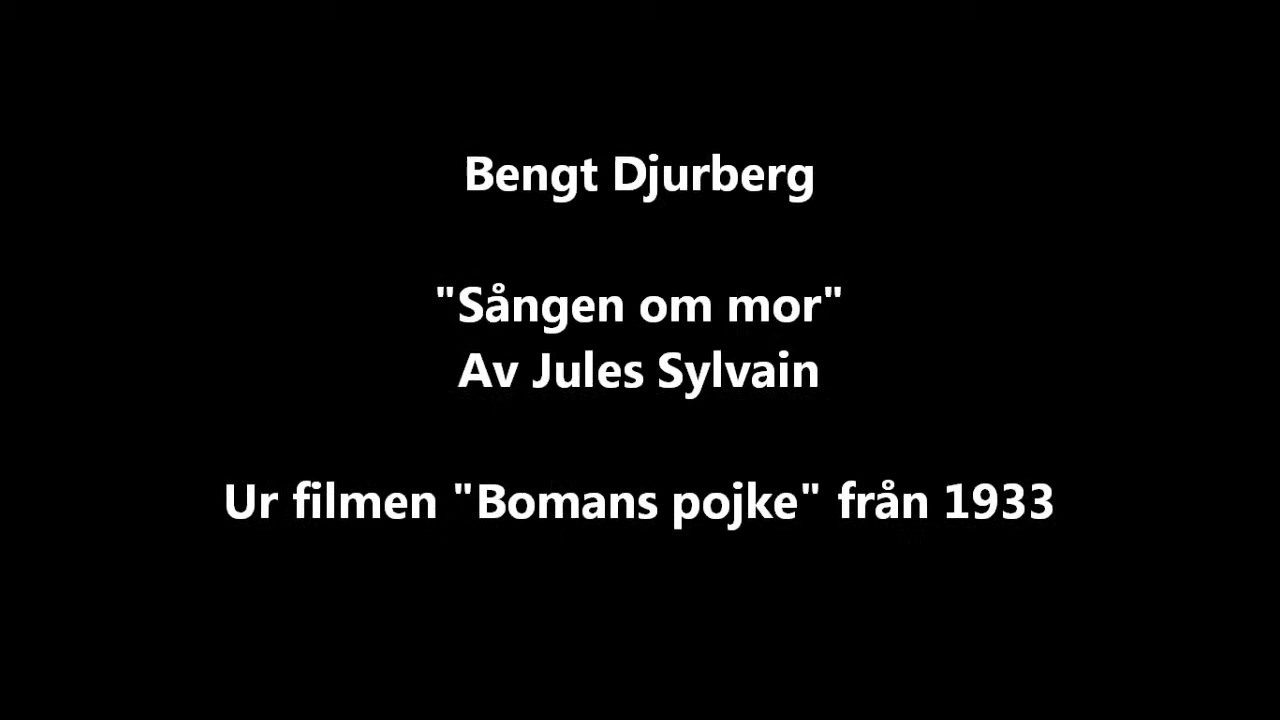 Bengt Djurberg
"Sången om mor"
Av Jules Sylvain
Ur filmen "Bomans pojke" från 1933